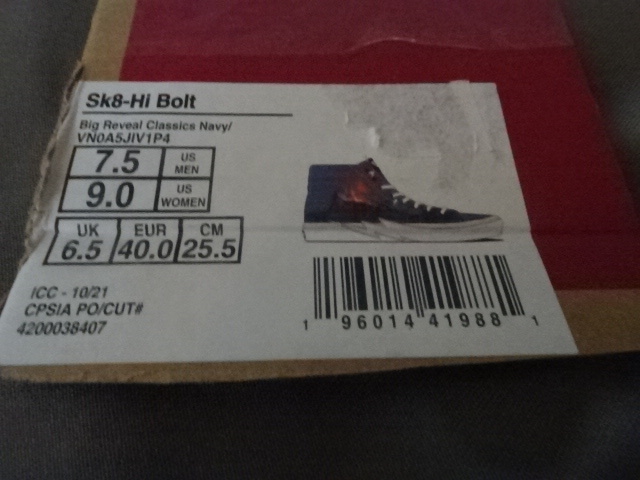 Sk8-Hi Bolt
Big Reveal Classics Navy/
VN0A5JIV1P4
7.5 US MEN
9.0 US WOMEN
UK EUR CM
6.5 40.0 25.5
ICC - 10/21
CPSIA PO/CUT#
4200038407
1 96014 41988 1